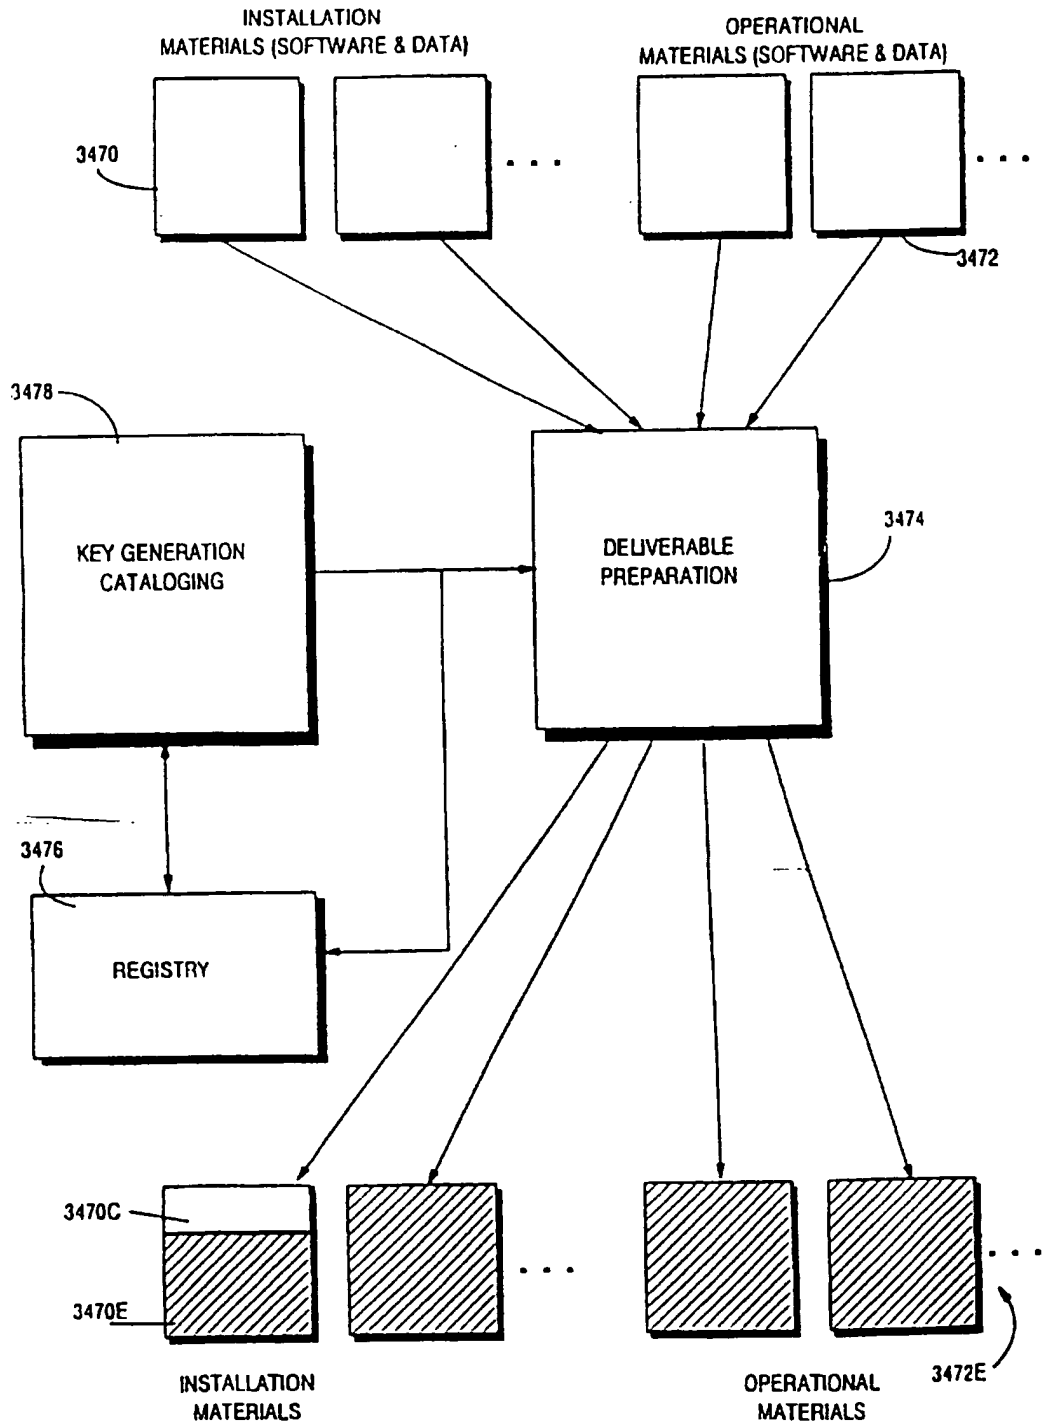 INSTALLATION
MATERIALS (SOFTWARE & DATA)
OPERATIONAL
MATERIALS (SOFTWARE & DATA)
3470
3472
3478
KEY GENERATION
CATALOGING
DELIVERABLE
PREPARATION
3474
3476
REGISTRY
3470C
3470E
3472E
INSTALLATION
MATERIALS
OPERATIONAL
MATERIALS